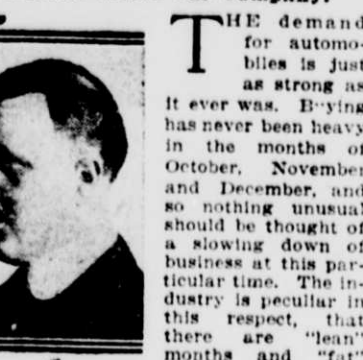 THE demand
for automo-
biles is just
as strong as
it ever was. B--ying
has never been heavy
in the months of
October, November
and December, and
so nothing unusual
should be thought of
a slowing down of
business at this par-
ticular time. The in-
dustry is peculiar in
this respect, that
there are "lean"
months and "fat"